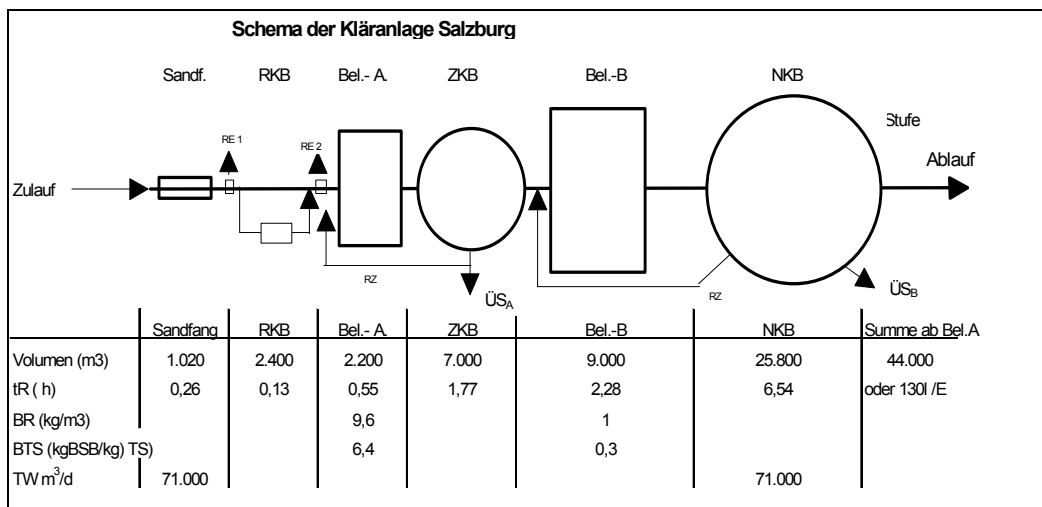 Schema der Kläranlage Salzburg
Sandf. RKB Bel.- A. ZKB Bel.-B NKB
Stufe
RE 1 RE 2
Ablauf
Zulauf
RZ RZ
ÜSA ÜSB
Sandfang RKB Bel.- A. ZKB Bel.-B NKB Summe ab Bel.A
Volumen (m3) 1.020 2.400 2.200 7.000 9.000 25.800 44.000
tR ( h) 0,26 0,13 0,55 1,77 2,28 6,54 oder 130l /E
BR (kg/m3) 9,6 1
BTS (kgBSB/kg) TS) 6,4 0,3
TW m³/d 71.000 71.000